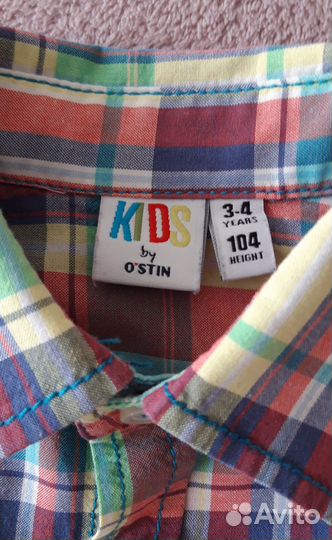 KIDS
by
O'STIN
3-4
YEARS
104
HEIGHT
Avito